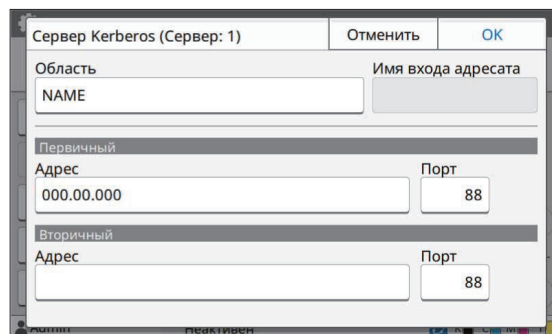 Сервер Kerberos (Сервер: 1) Отменить OK
Область Имя входа адресата
NAME
Первичный
Адрес Порт
000.00.000 88
Вторичный
Адрес Порт
88
Admin Неактивен K C M Y